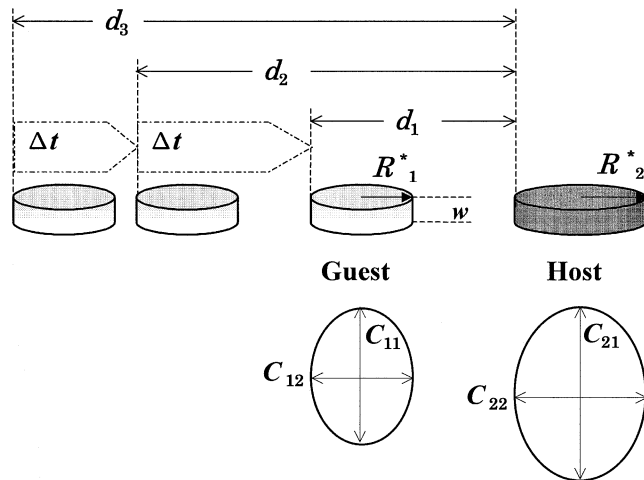 d₃
d₂
Δt Δt d₁
R*₁ R*₂
w
Guest Host
C₁₁ C₂₁
C₁₂ C₂₂